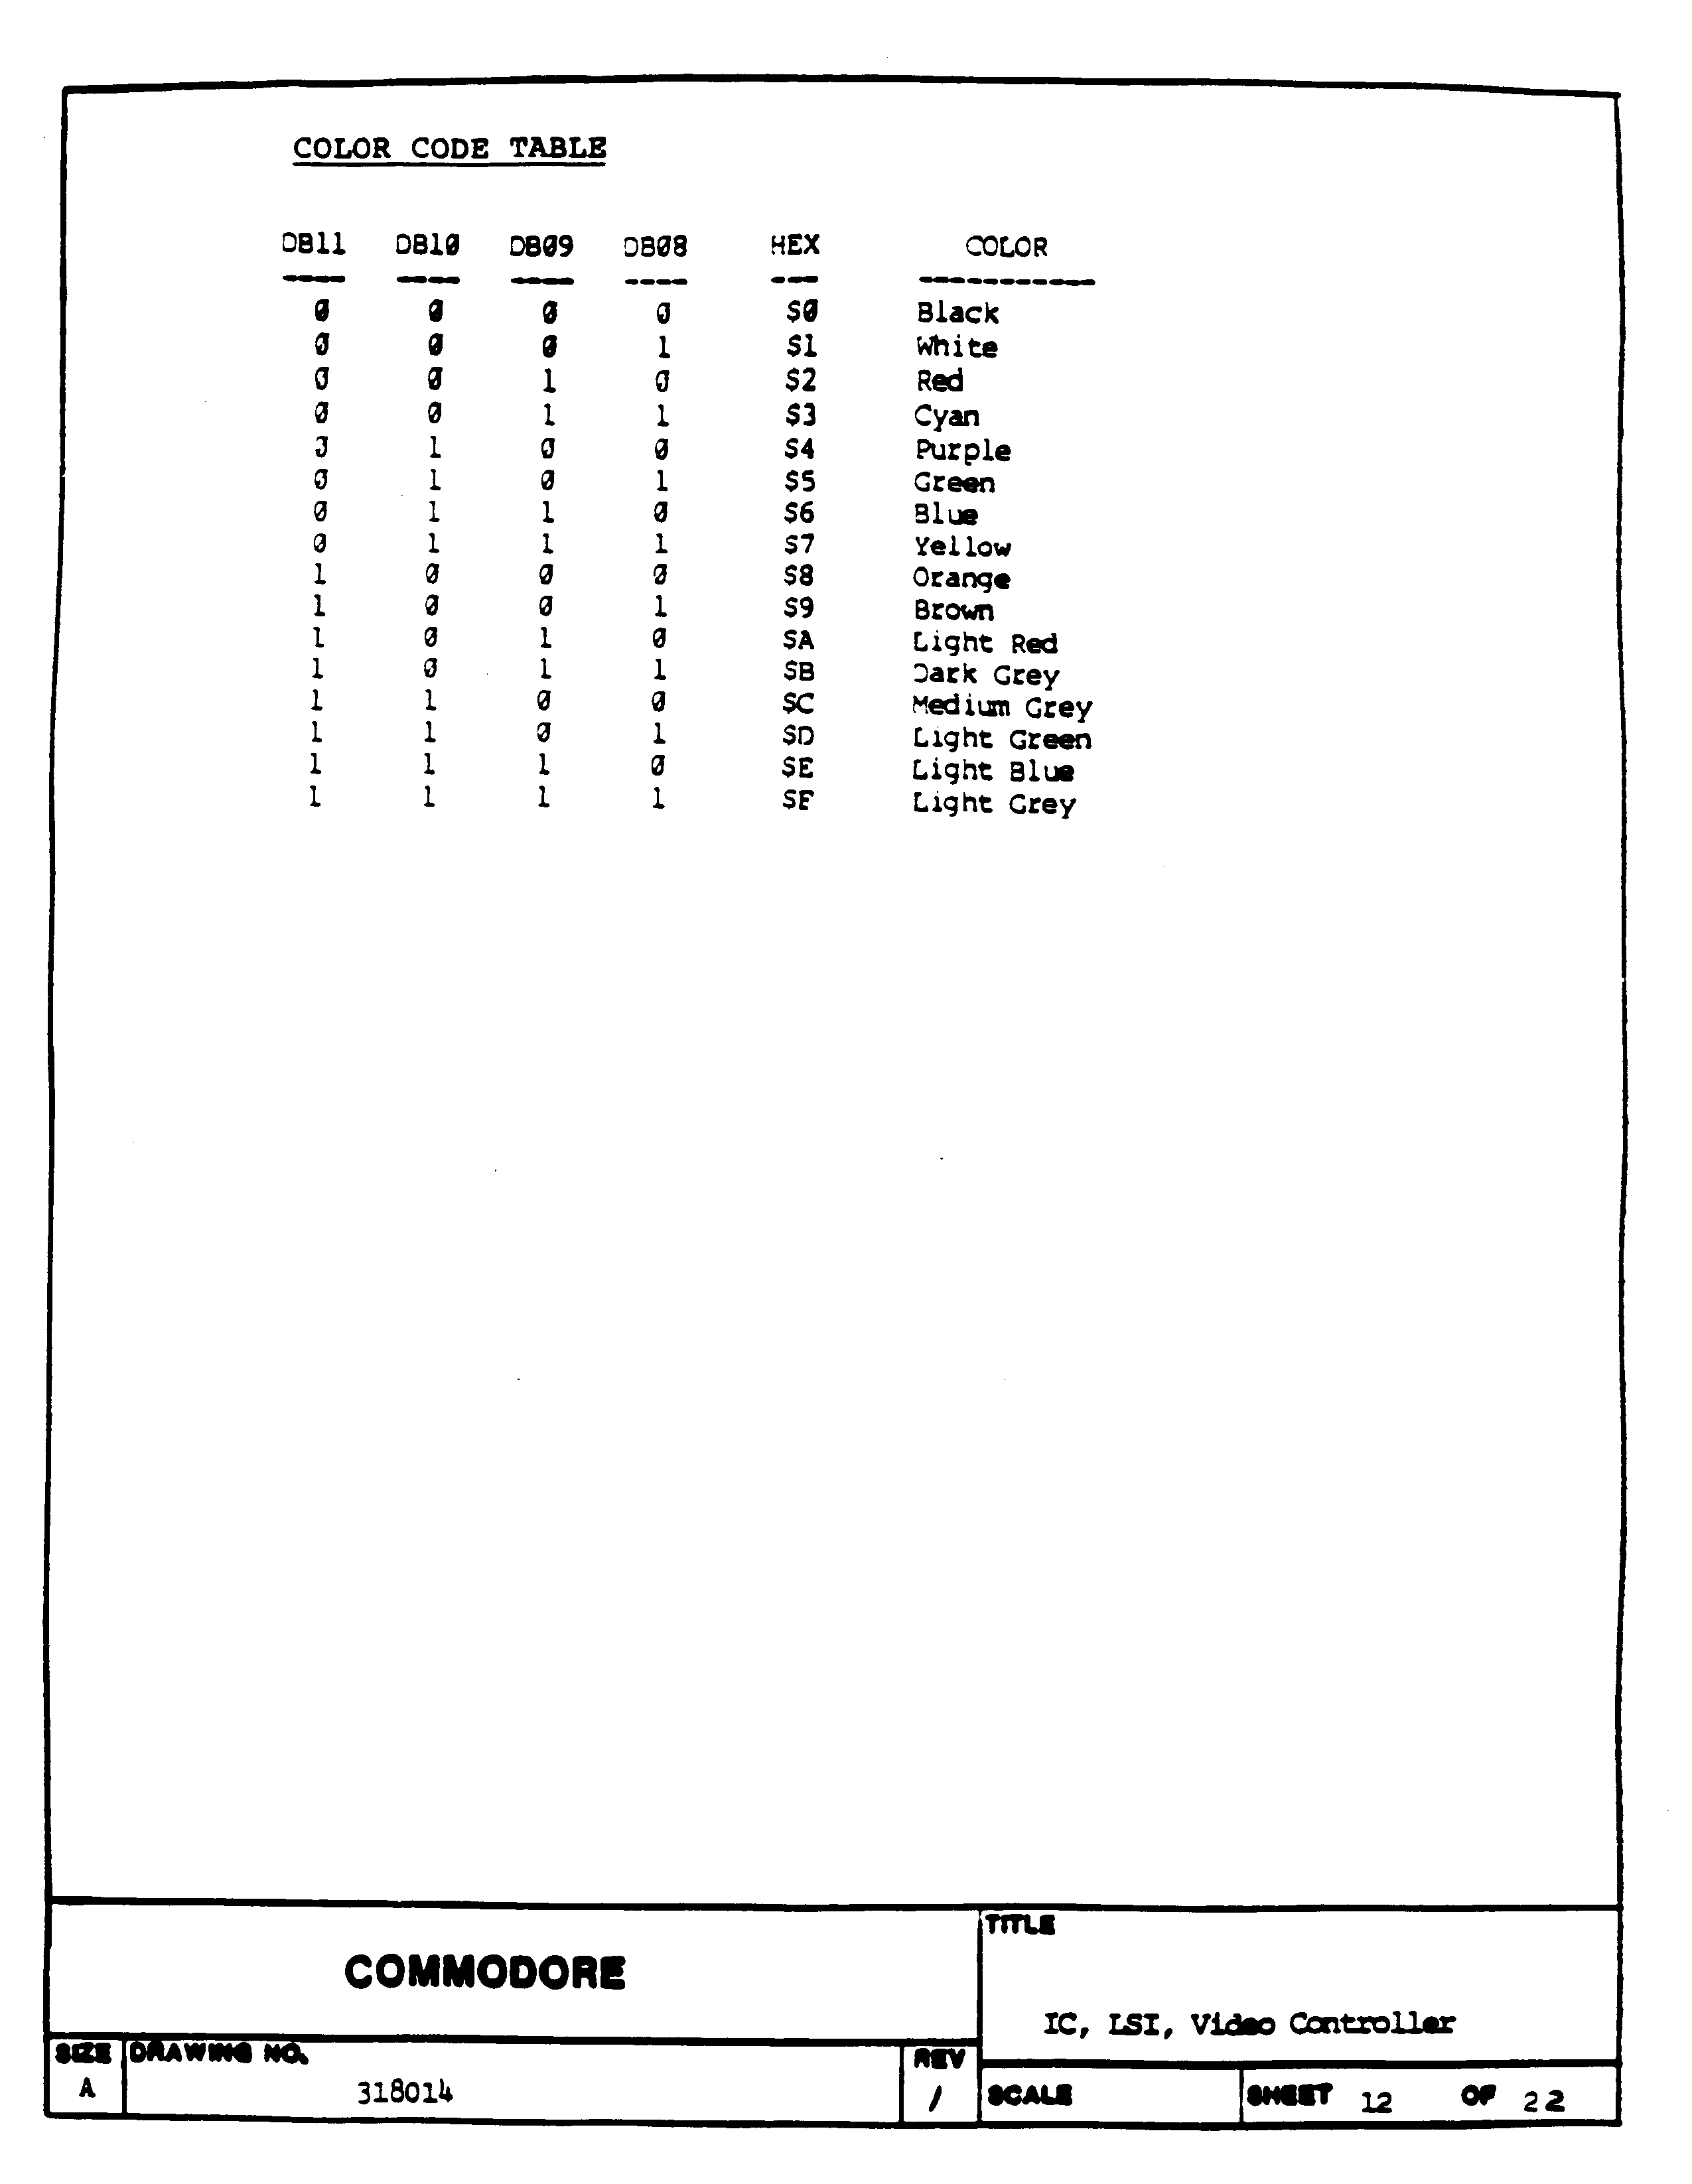 COLOR CODE TABLE
DB11 DB10 DB09 DB08 HEX COLOR
---- ---- ---- ---- --- -----------
0 0 0 0 $0 Black
0 0 0 1 $1 White
0 0 1 0 $2 Red
0 0 1 1 $3 Cyan
0 1 0 0 $4 Purple
0 1 0 1 $5 Green
0 1 1 0 $6 Blue
0 1 1 1 $7 Yellow
1 0 0 0 $8 Orange
1 0 0 1 $9 Brown
1 0 1 0 $A Light Red
1 0 1 1 $B Dark Grey
1 1 0 0 $C Medium Grey
1 1 0 1 $D Light Green
1 1 1 0 $E Light Blue
1 1 1 1 $F Light Grey
COMMODORE
TITLE
IC, LSI, Video Controller
SIZE DRAWING NO. REV
A 318014 1
SCALE SHEET 12 OF 22